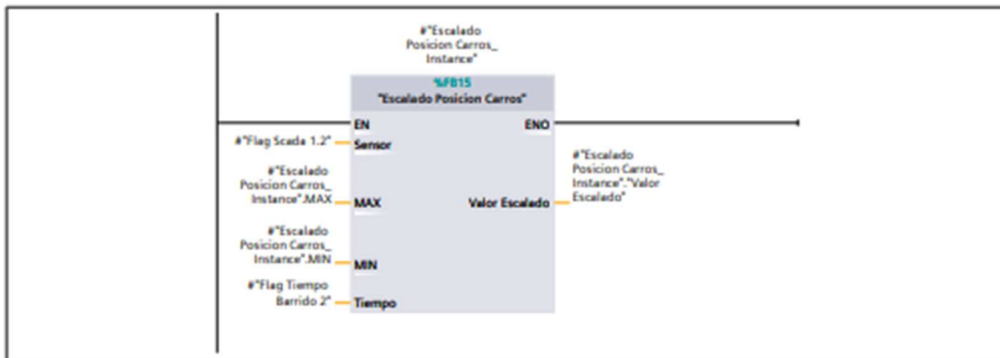 #"Escalado
Posicion Carros_
Instance"
%FB15
"Escalado Posicion Carros"
EN
ENO
#"Flag Scada 1.2"
Sensor
#"Escalado
Posicion Carros_
Instance".MAX
MAX
Valor Escalado
#"Escalado
Posicion Carros_
Instance"."Valor
Escalado"
#"Escalado
Posicion Carros_
Instance".MIN
MIN
#"Flag Tiempo
Barrido 2"
Tiempo